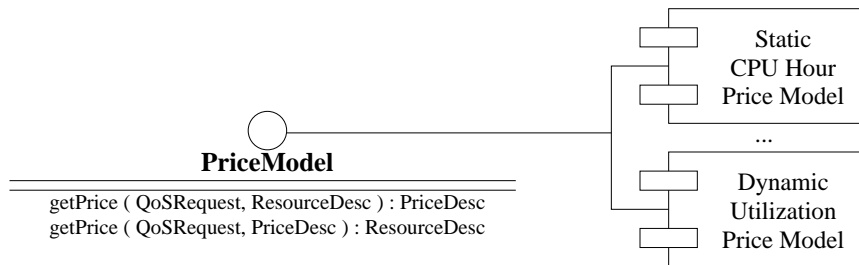 Static
CPU Hour
Price Model
...
PriceModel
getPrice ( QoSRequest, ResourceDesc ) : PriceDesc
getPrice ( QoSRequest, PriceDesc ) : ResourceDesc
Dynamic
Utilization
Price Model